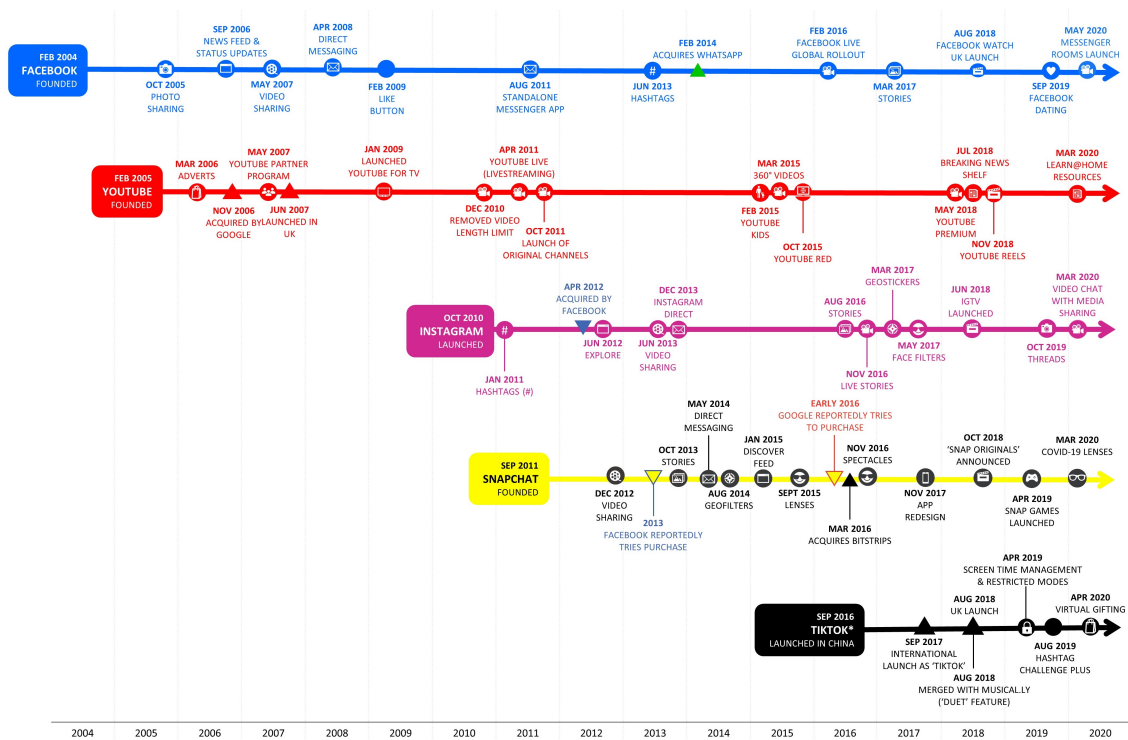 FEB 2004
FACEBOOK
FOUNDED
OCT 2005
PHOTO
SHARING
SEP 2006
NEWS FEED &
STATUS UPDATES
MAY 2007
VIDEO
SHARING
APR 2008
DIRECT
MESSAGING
FEB 2009
LIKE
BUTTON
AUG 2011
STANDALONE
MESSENGER APP
JUN 2013
HASHTAGS
#
FEB 2014
ACQUIRES WHATSAPP
FEB 2016
FACEBOOK LIVE
GLOBAL ROLLOUT
MAR 2017
STORIES
AUG 2018
FACEBOOK WATCH
UK LAUNCH
SEP 2019
FACEBOOK
DATING
MAY 2020
MESSENGER
ROOMS LAUNCH
FEB 2005
YOUTUBE
FOUNDED
MAR 2006
ADVERTS
NOV 2006
ACQUIRED BY
GOOGLE
MAY 2007
YOUTUBE PARTNER
PROGRAM
JUN 2007
LAUNCHED IN
UK
JAN 2009
LAUNCHED
YOUTUBE FOR TV
DEC 2010
REMOVED VIDEO
LENGTH LIMIT
APR 2011
YOUTUBE LIVE
(LIVESTREAMING)
OCT 2011
LAUNCH OF
ORIGINAL CHANNELS
FEB 2015
YOUTUBE
KIDS
MAR 2015
360° VIDEOS
OCT 2015
YOUTUBE RED
MAY 2018
YOUTUBE
PREMIUM
JUL 2018
BREAKING NEWS
SHELF
NOV 2018
YOUTUBE REELS
MAR 2020
LEARN@HOME
RESOURCES
OCT 2010
INSTAGRAM
LAUNCHED
#
JAN 2011
HASHTAGS (#)
APR 2012
ACQUIRED BY
FACEBOOK
JUN 2012
EXPLORE
JUN 2013
VIDEO
SHARING
DEC 2013
INSTAGRAM
DIRECT
AUG 2016
STORIES
NOV 2016
LIVE STORIES
MAR 2017
GEOSTICKERS
MAY 2017
FACE FILTERS
JUN 2018
IGTV
LAUNCHED
OCT 2019
THREADS
MAR 2020
VIDEO CHAT
WITH MEDIA
SHARING
SEP 2011
SNAPCHAT
FOUNDED
DEC 2012
VIDEO
SHARING
2013
FACEBOOK REPORTEDLY
TRIES PURCHASE
OCT 2013
STORIES
MAY 2014
DIRECT
MESSAGING
AUG 2014
GEOFILTERS
JAN 2015
DISCOVER
FEED
SEPT 2015
LENSES
EARLY 2016
GOOGLE REPORTEDLY TRIES
TO PURCHASE
MAR 2016
ACQUIRES BITSTRIPS
NOV 2016
SPECTACLES
NOV 2017
APP
REDESIGN
OCT 2018
‘SNAP ORIGINALS’
ANNOUNCED
APR 2019
SNAP GAMES
LAUNCHED
MAR 2020
COVID-19 LENSES
SEP 2016
TIKTOK*
LAUNCHED IN CHINA
SEP 2017
INTERNATIONAL
LAUNCH AS ‘TIKTOK’
AUG 2018
UK LAUNCH
AUG 2018
MERGED WITH MUSICAL.LY
(‘DUET’ FEATURE)
APR 2019
SCREEN TIME MANAGEMENT
& RESTRICTED MODES
AUG 2019
HASHTAG
CHALLENGE PLUS
APR 2020
VIRTUAL GIFTING
2004 2005 2006 2007 2008 2009 2010 2011 2012 2013 2014 2015 2016 2017 2018 2019 2020